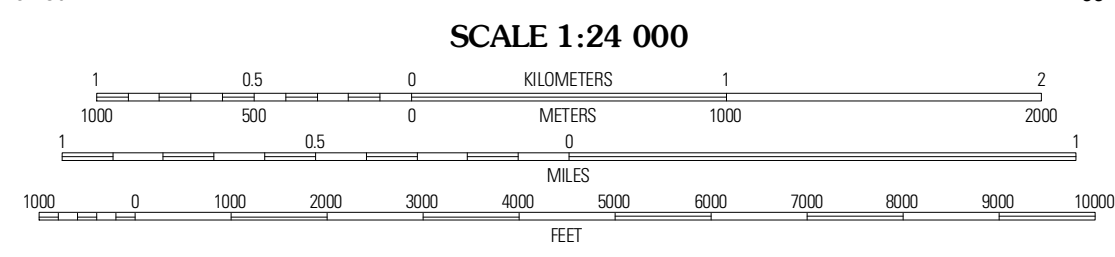 SCALE 1:24 000
1 0.5 0 KILOMETERS 1 2
1000 500 0 METERS 1000 2000
1 0.5 0 1
MILES
1000 0 1000 2000 3000 4000 5000 6000 7000 8000 9000 10000
FEET